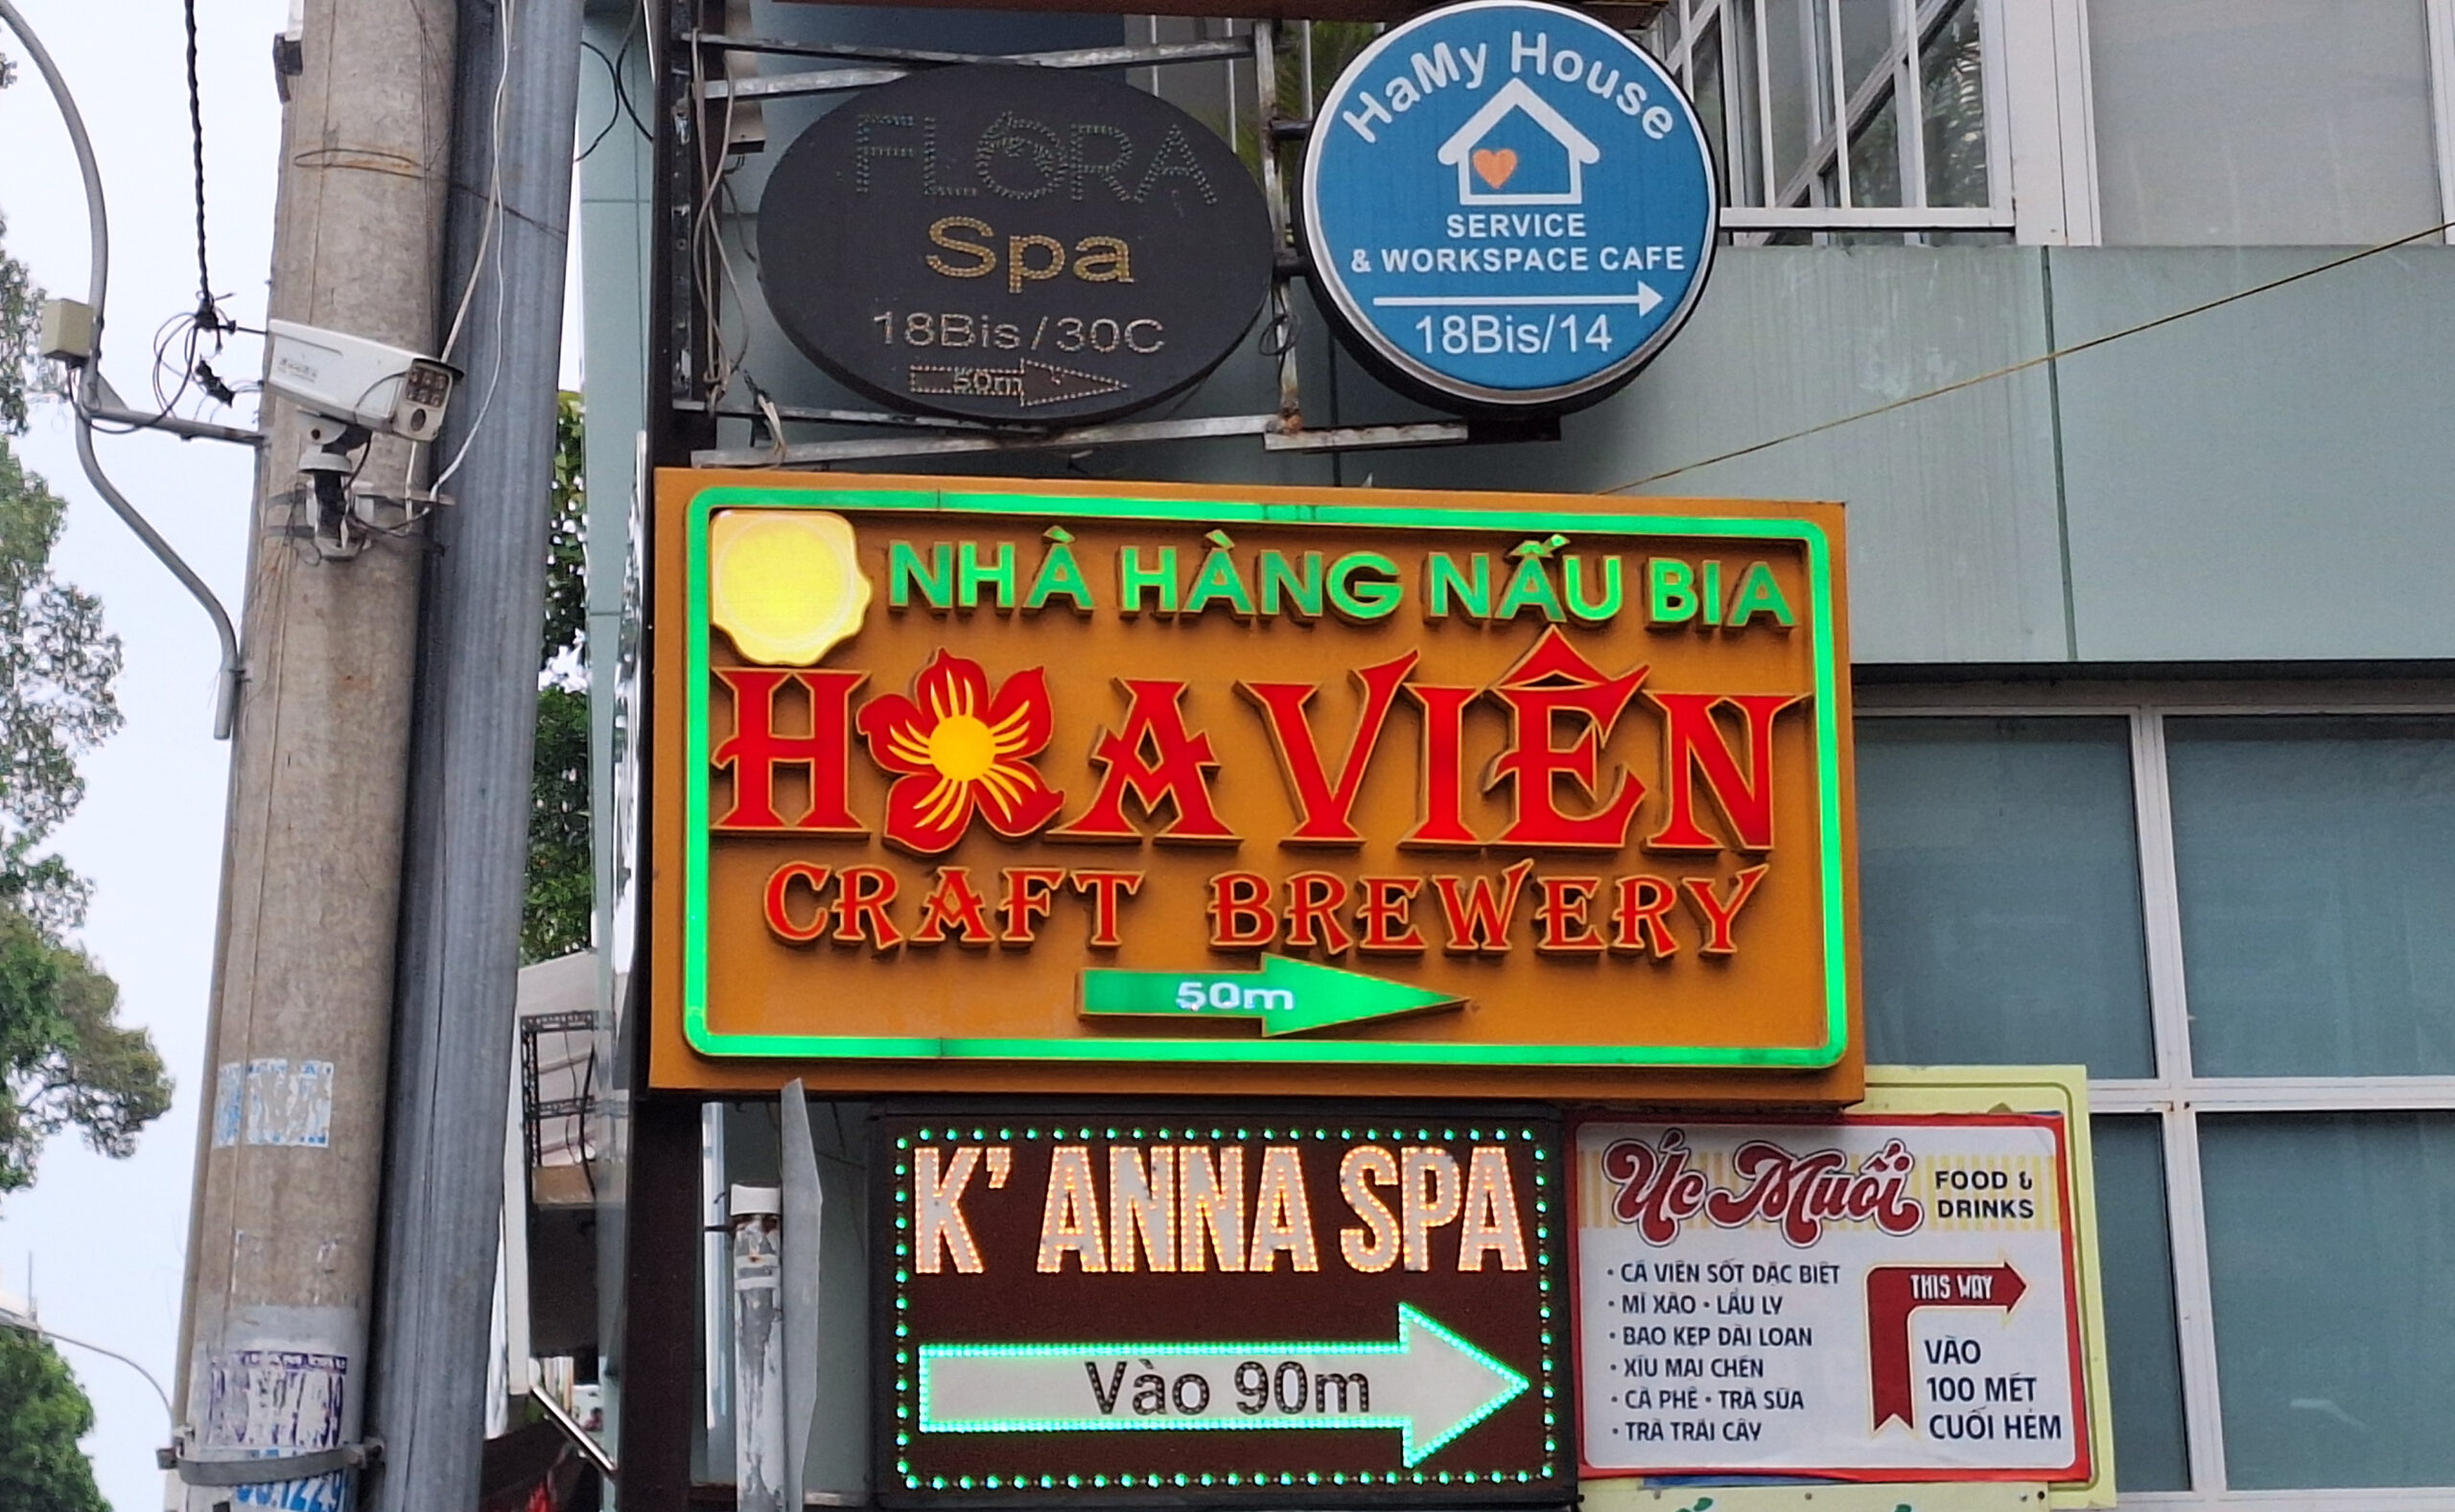 FLORA
Spa
18Bis/30C
50m
HaMy House
SERVICE
& WORKSPACE CAFE
18Bis/14
NHÀ HÀNG NẤU BIA
HOA VIÊN
CRAFT BREWERY
50m
K' ANNA SPA
Vào 90m
Úc Muối
FOOD &
DRINKS
• CÁ VIÊN SỐT ĐẶC BIỆT
• MÌ XÀO • LẨU LY
• BAO KẸP ĐÀI LOAN
• XÍU MẠI CHÉN
• CÀ PHÊ • TRÀ SỮA
• TRÀ TRÁI CÂY
THIS WAY
VÀO
100 MÉT
CUỐI HẺM